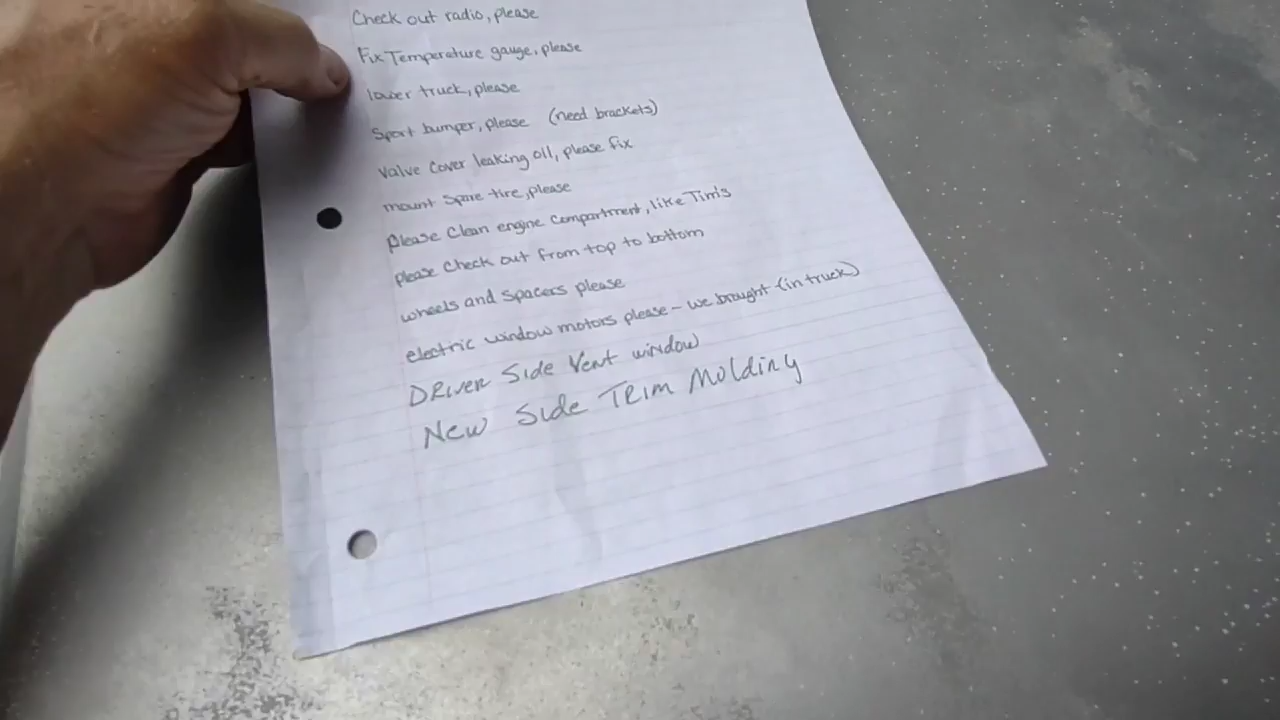 Check out radio, please
Fix Temperature gauge, please
lower truck, please
Sport bumper, please (need brackets)
Valve Cover leaking oil, please fix
mount Spare tire, please
please Clean engine compartment, like Tim's
please Check out from top to bottom
wheels and spacers please
electric window motors please - we brought (in truck)
DRIVER SIDE VENT window
NEW SIDE TRIM MOLDING